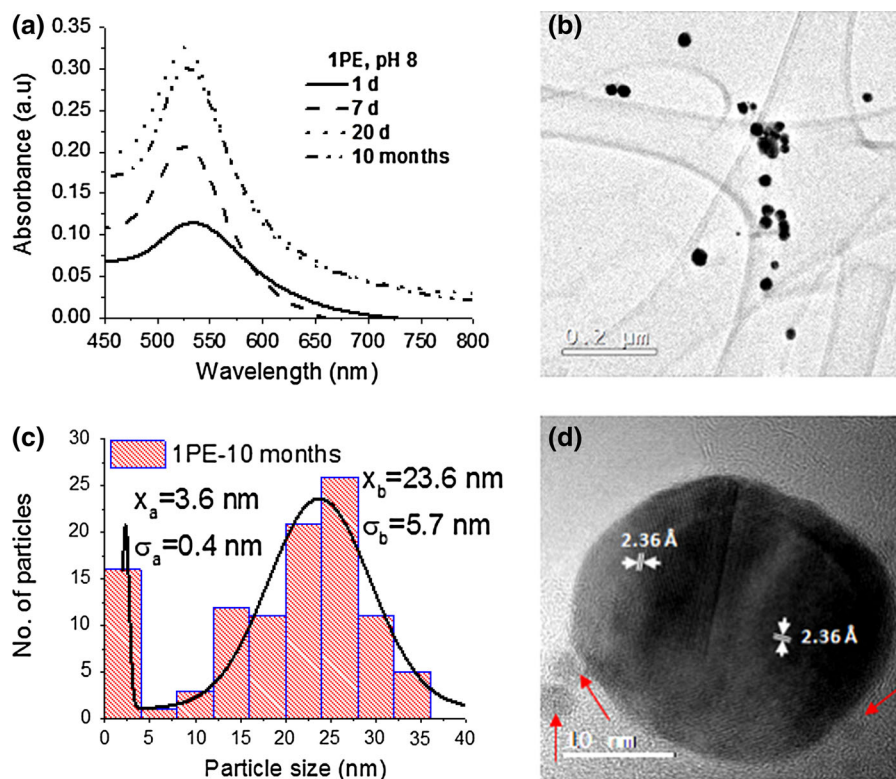 (a)
Absorbance (a.u)
0.35
0.30
0.25
0.20
0.15
0.10
0.05
0.00
1PE, pH 8
1 d
7 d
20 d
10 months
450 500 550 600 650 700 750 800
Wavelength (nm)
(b)
0.2 µm
(c)
No. of particles
30
25
20
15
10
5
0
1PE-10 months
xa=3.6 nm
σa=0.4 nm
xb=23.6 nm
σb=5.7 nm
0 5 10 15 20 25 30 35 40
Particle size (nm)
(d)
2.36 Å
2.36 Å
10 nm